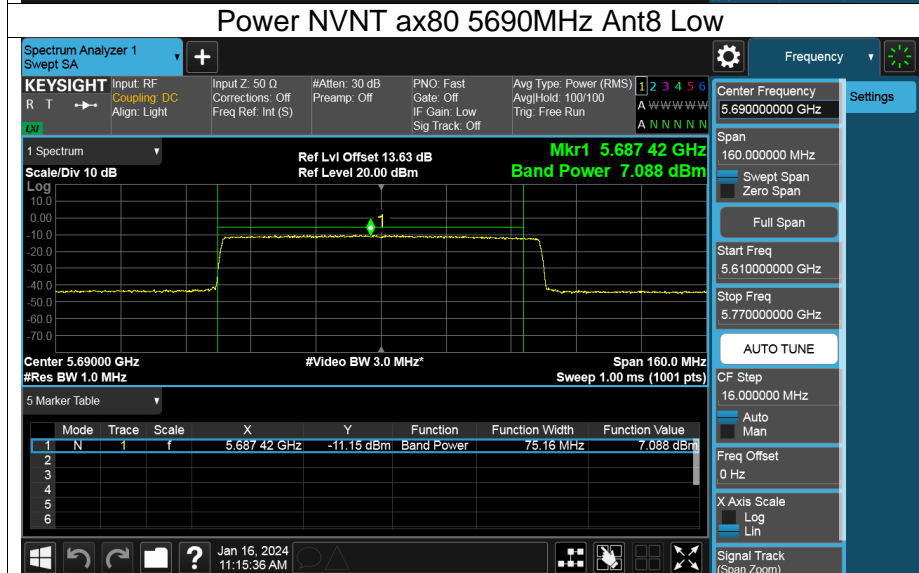 Power NVNT ax80 5690MHz Ant8 Low
Spectrum Analyzer 1
Swept SA
+
Frequency
KEYSIGHT
R T
LXI
Input: RF
Coupling: DC
Align: Light
Input Z: 50 Ω
Corrections: Off
Freq Ref: Int (S)
#Atten: 30 dB
Preamp: Off
PNO: Fast
Gate: Off
IF Gain: Low
Sig Track: Off
Avg Type: Power (RMS)
Avg|Hold: 100/100
Trig: Free Run
1 2 3 4 5 6
A W W W W W
A N N N N N
1 Spectrum
Scale/Div 10 dB
Ref Lvl Offset 13.63 dB
Ref Level 20.00 dBm
Mkr1 5.687 42 GHz
Band Power 7.088 dBm
Log
10.0
0.00
-10.0
-20.0
-30.0
-40.0
-50.0
-60.0
-70.0
1
Center 5.69000 GHz
#Res BW 1.0 MHz
#Video BW 3.0 MHz*
Span 160.0 MHz
Sweep 1.00 ms (1001 pts)
5 Marker Table
Mode Trace Scale X Y Function Function Width Function Value
1 N 1 f 5.687 42 GHz -11.15 dBm Band Power 75.16 MHz 7.088 dBm
2
3
4
5
6
?
Jan 16, 2024
11:15:36 AM
Center Frequency
5.690000000 GHz
Settings
Span
160.000000 MHz
Swept Span
Zero Span
Full Span
Start Freq
5.610000000 GHz
Stop Freq
5.770000000 GHz
AUTO TUNE
CF Step
16.000000 MHz
Auto
Man
Freq Offset
0 Hz
X Axis Scale
Log
Lin
Signal Track
(Span Zoom)